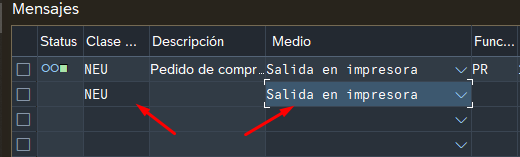 Mensajes
Status Clase ... Descripción Medio Func...
NEU Pedido de compr... Salida en impresora PR
NEU Salida en impresora